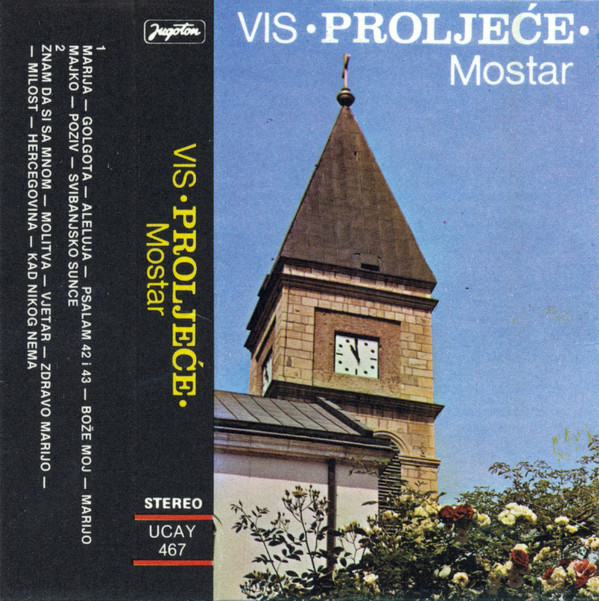 Jugoton
VIS • PROLJEĆE •
Mostar
VIS • PROLJEĆE •
Mostar
1
MARIJA — GOLGOTA — ALELUJA — PSALAM 42 i 43 — BOŽE MOJ — MARIJO
MAJKO — POZIV — SVIBANJSKO SUNCE
2
ZNAM DA SI SA MNOM — MOLITVA — VJETAR — ZDRAVO MARIJO —
— MILOST — HERCEGOVINA — KAD NIKOG NEMA
STEREO
UCAY
467